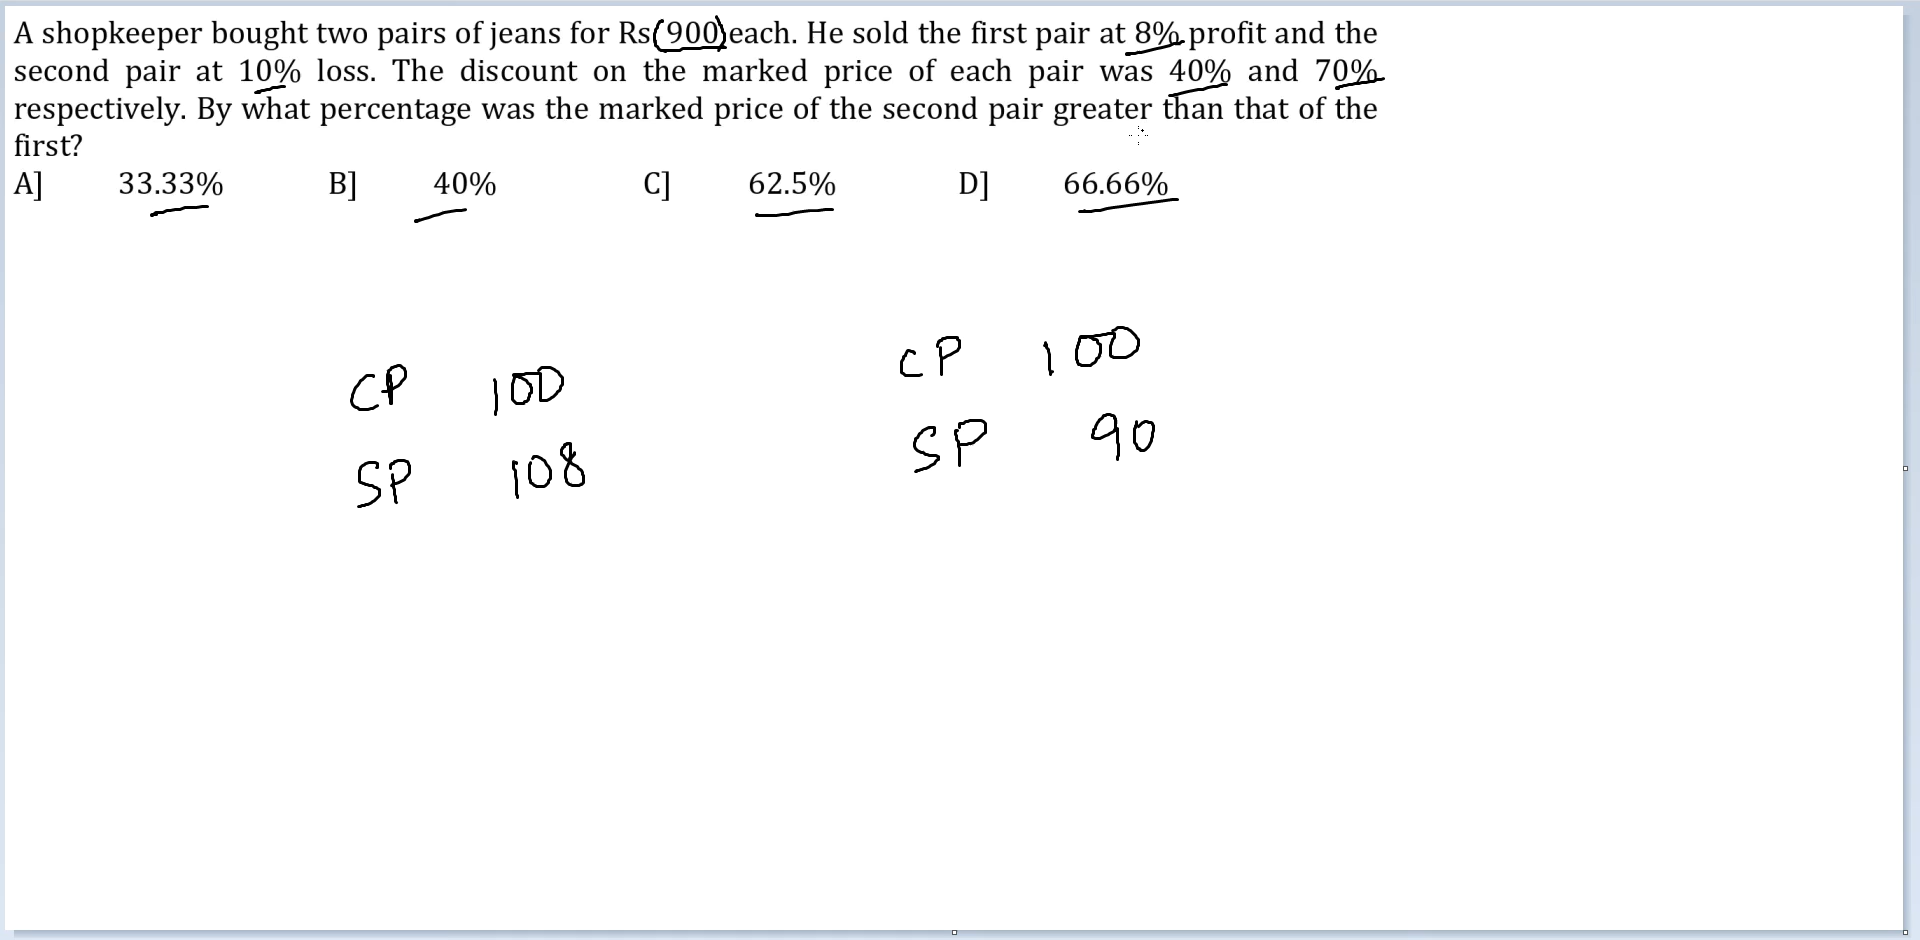 A shopkeeper bought two pairs of jeans for Rs(900)each. He sold the first pair at 8% profit and the
second pair at 10% loss. The discount on the marked price of each pair was 40% and 70%
respectively. By what percentage was the marked price of the second pair greater than that of the
first?
A] 33.33% B] 40% C] 62.5% D] 66.66%
CP 100
SP 108
CP 100
SP 90